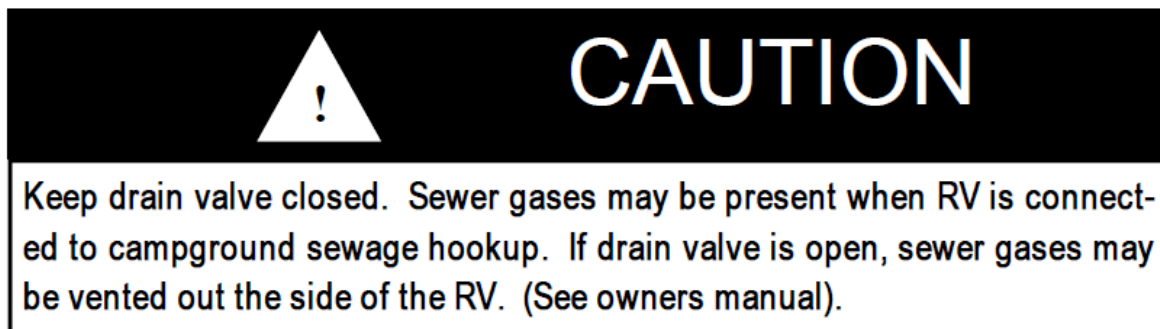 ! CAUTION
Keep drain valve closed.  Sewer gases may be present when RV is connect-
ed to campground sewage hookup.  If drain valve is open, sewer gases may
be vented out the side of the RV.  (See owners manual).